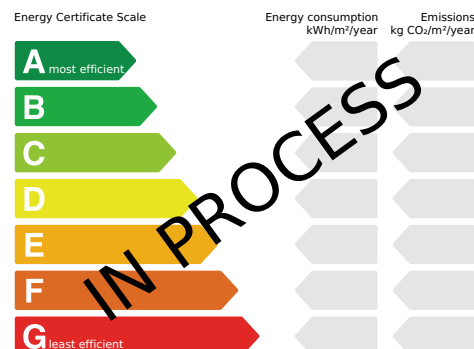 Energy Certificate Scale
Energy consumption
kWh/m²/year
Emissions
kg CO₂/m²/year
A most efficient
B
C
D
E
F
G least efficient
IN PROCESS